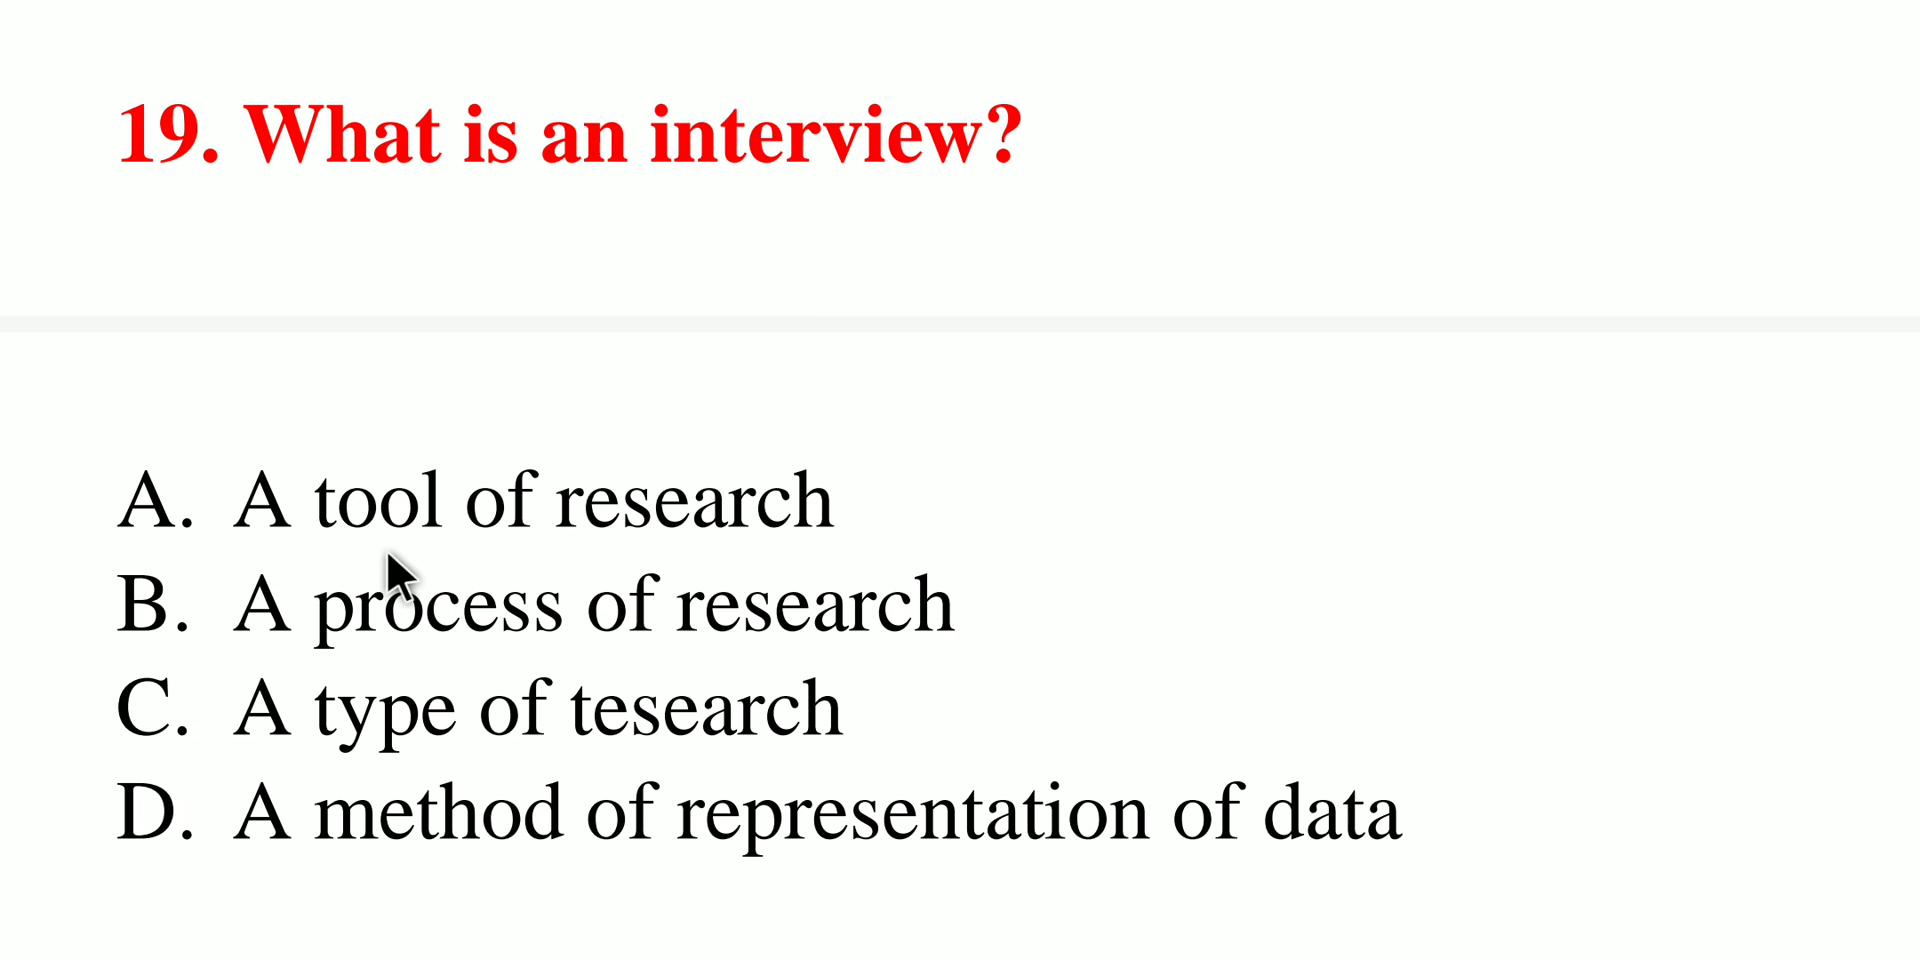 19. What is an interview?
A. A tool of research
B. A process of research
C. A type of tesearch
D. A method of representation of data